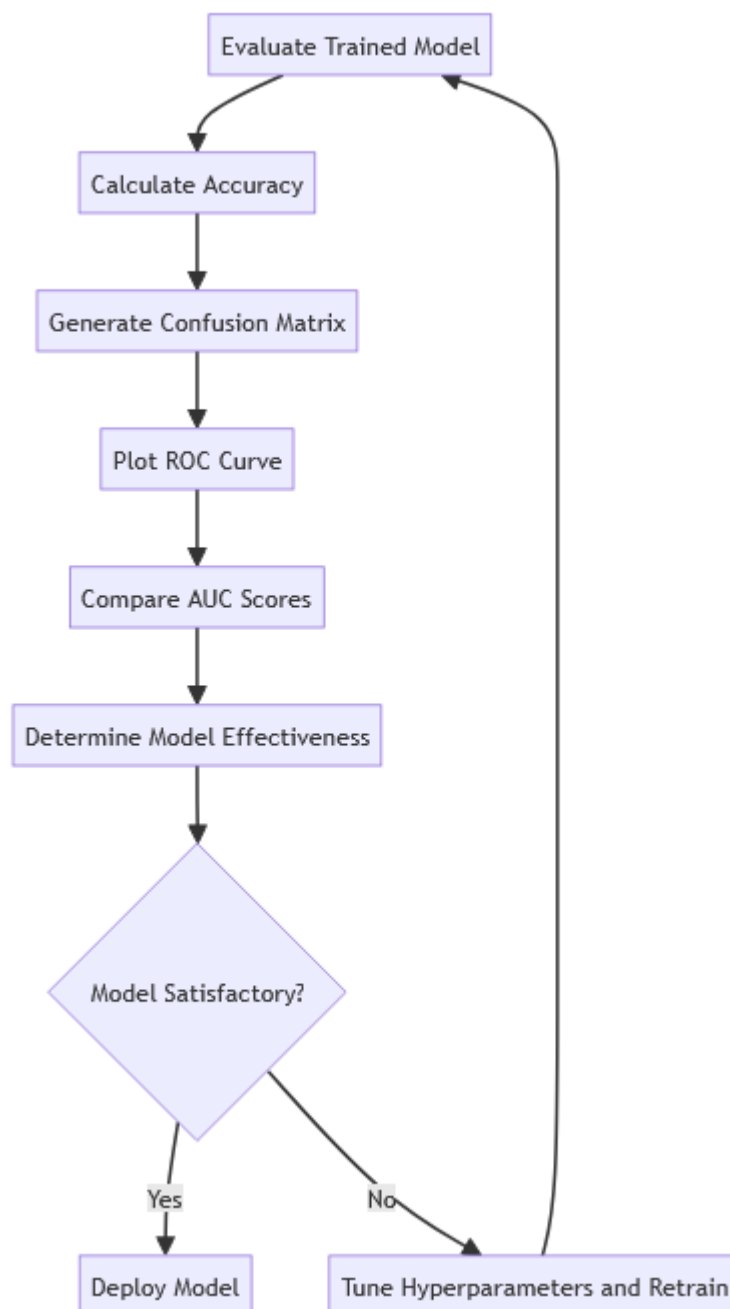 Evaluate Trained Model
Calculate Accuracy
Generate Confusion Matrix
Plot ROC Curve
Compare AUC Scores
Determine Model Effectiveness
Model Satisfactory?
Yes
No
Deploy Model
Tune Hyperparameters and Retrain